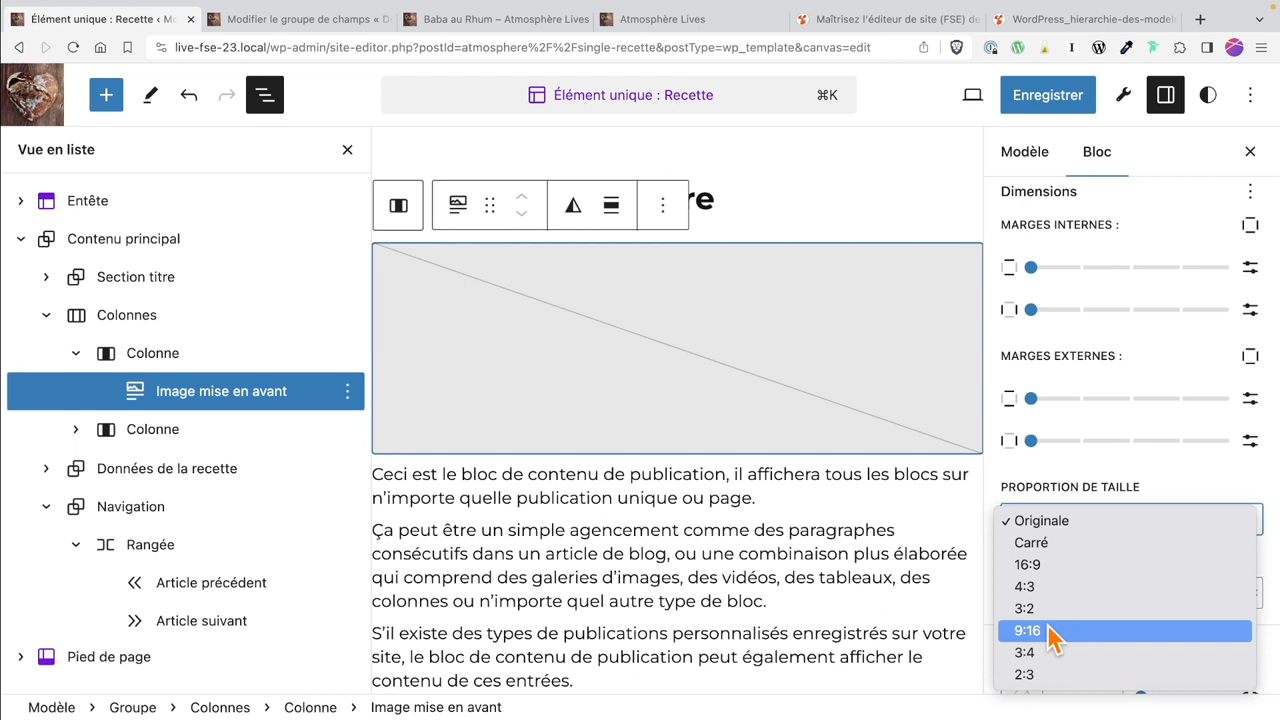 Élément unique : Recette ‹ Mo
Modifier le groupe de champs « D
Baba au Rhum – Atmosphère Lives
Atmosphère Lives
Maîtrisez l'éditeur de site (FSE) de
WordPress_hierarchie-des-modele
live-fse-23.local/wp-admin/site-editor.php?postId=atmosphere%2F%2Fsingle-recette&postType=wp_template&canvas=edit
Élément unique : Recette
⌘K
Enregistrer
Vue en liste
Modèle
Bloc
re
Entête
Contenu principal
Section titre
Colonnes
Colonne
Image mise en avant
Colonne
Données de la recette
Navigation
Rangée
Article précédent
Article suivant
Pied de page
Ceci est le bloc de contenu de publication, il affichera tous les blocs sur
n'importe quelle publication unique ou page.
Ça peut être un simple agencement comme des paragraphes
consécutifs dans un article de blog, ou une combinaison plus élaborée
qui comprend des galeries d'images, des vidéos, des tableaux, des
colonnes ou n'importe quel autre type de bloc.
S'il existe des types de publications personnalisés enregistrés sur votre
site, le bloc de contenu de publication peut également afficher le
contenu de ces entrées.
Dimensions
MARGES INTERNES :
MARGES EXTERNES :
PROPORTION DE TAILLE
Originale
Carré
16:9
4:3
3:2
9:16
3:4
2:3
Modèle > Groupe > Colonnes > Colonne > Image mise en avant